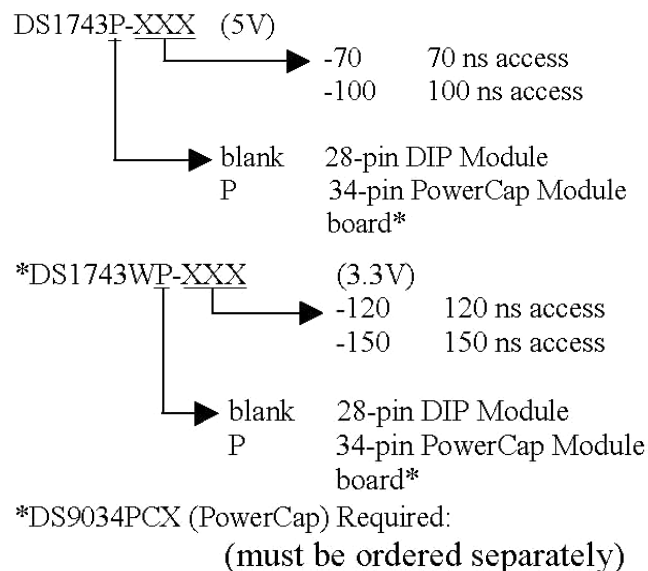 DS1743P-XXX (5V)
-70 70 ns access
-100 100 ns access
blank 28-pin DIP Module
P 34-pin PowerCap Module
board*
*DS1743WP-XXX (3.3V)
-120 120 ns access
-150 150 ns access
blank 28-pin DIP Module
P 34-pin PowerCap Module
board*
*DS9034PCX (PowerCap) Required:
(must be ordered separately)